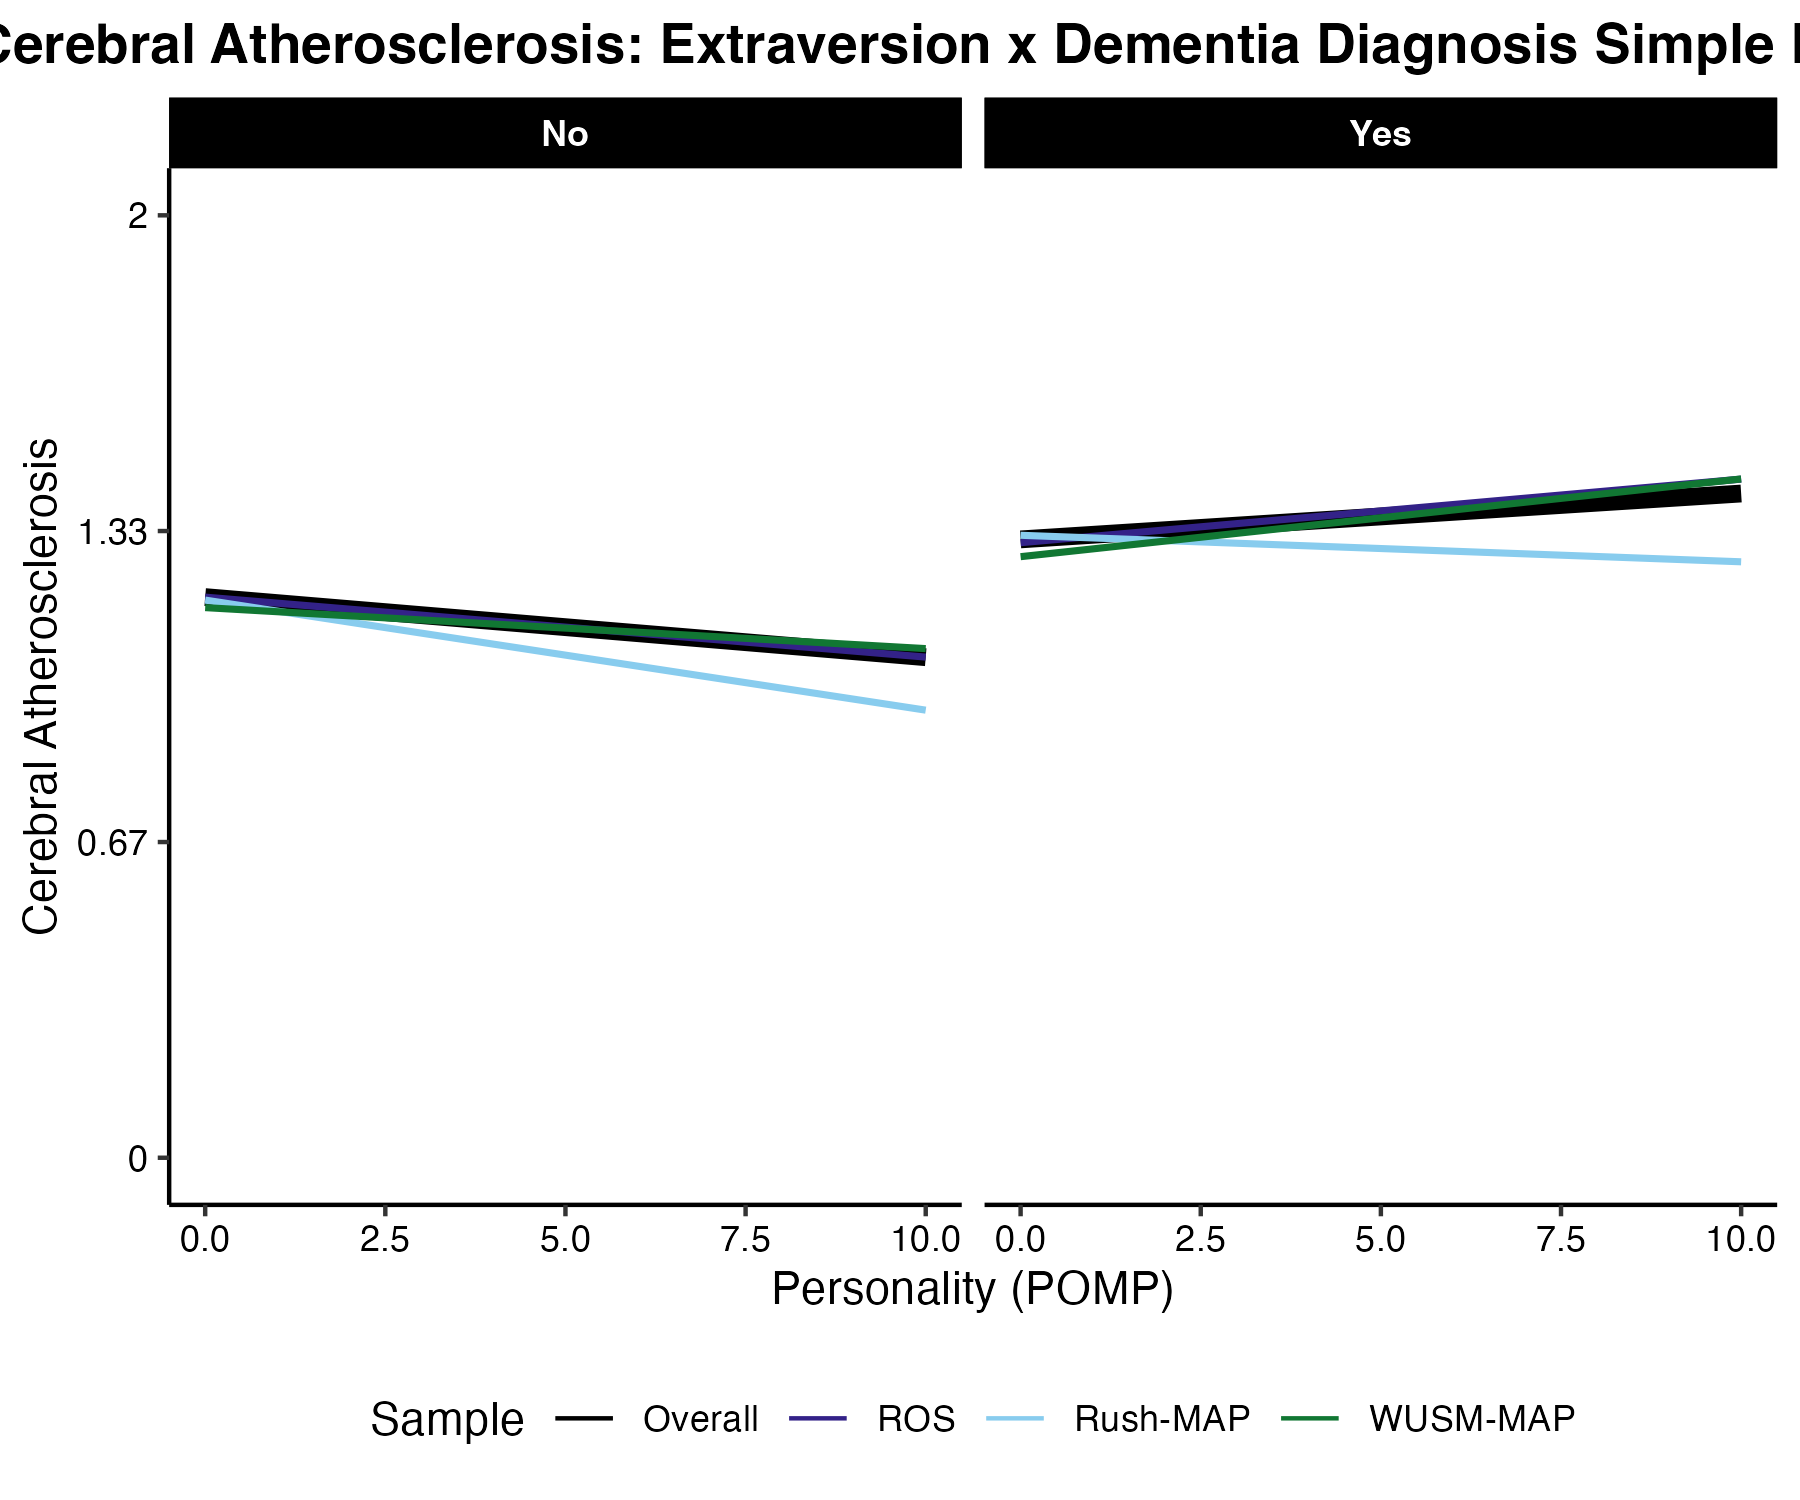 Cerebral Atherosclerosis: Extraversion x Dementia Diagnosis Simple
No
Yes
Cerebral Atherosclerosis
2
1.33
0.67
0
0.0 2.5 5.0 7.5 10.0
0.0 2.5 5.0 7.5 10.0
Personality (POMP)
Sample Overall ROS Rush-MAP WUSM-MAP